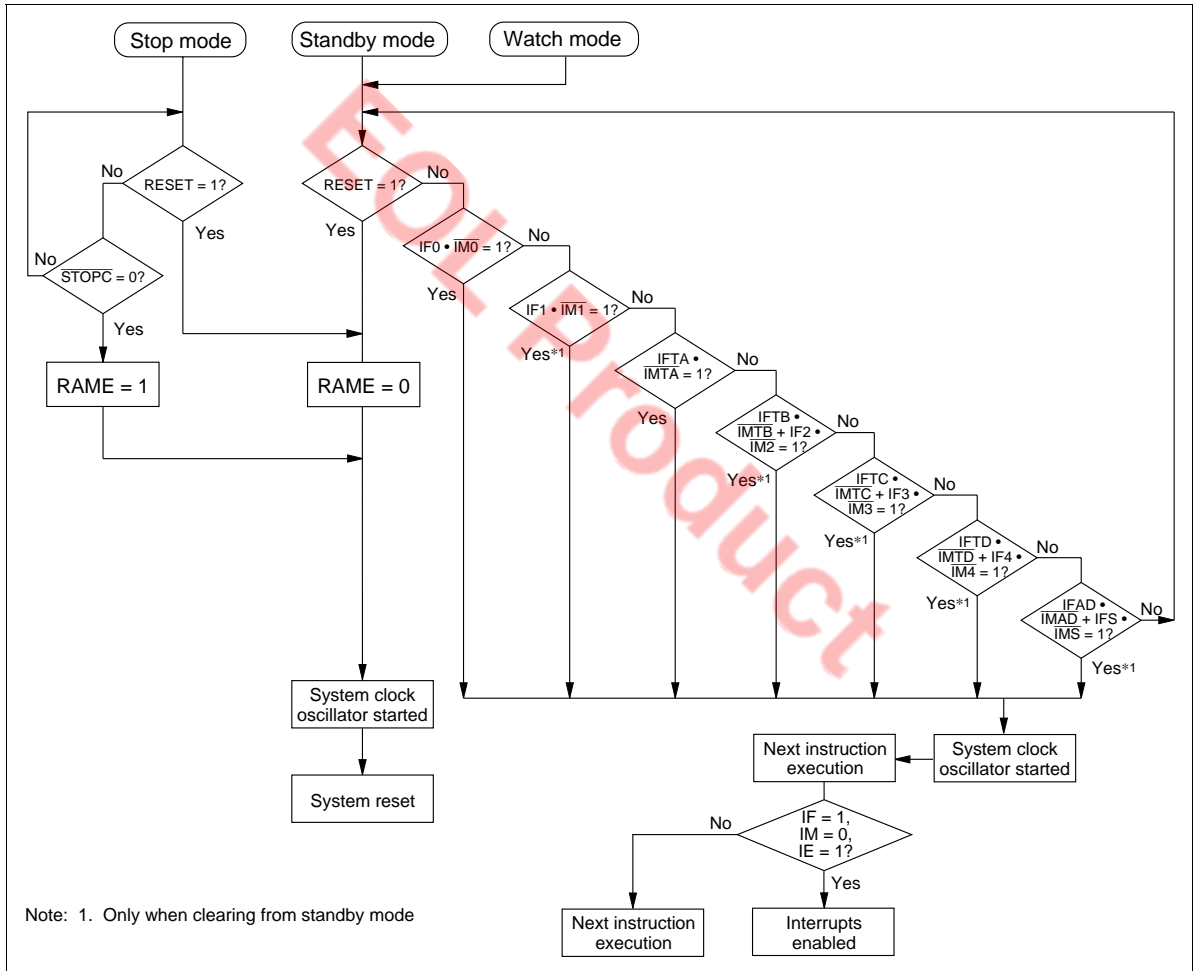 Stop mode
Standby mode
Watch mode
No
RESET = 1?
Yes
No
STOPC = 0?
Yes
RAME = 1
RESET = 1?
No
Yes
RAME = 0
IF0 • IM0 = 1?
No
Yes
IF1 • IM1 = 1?
No
Yes*1
IFTA •
IMTA = 1?
No
Yes
IFTB •
IMTB + IF2 •
IM2 = 1?
No
Yes*1
IFTC •
IMTC + IF3 •
IM3 = 1?
No
Yes*1
IFTD •
IMTD + IF4 •
IM4 = 1?
No
Yes*1
IFAD •
IMAD + IFS •
IMS = 1?
No
Yes*1
System clock
oscillator started
System reset
Next instruction
execution
System clock
oscillator started
IF = 1,
IM = 0,
IE = 1?
No
Yes
Next instruction
execution
Interrupts
enabled
Note: 1. Only when clearing from standby mode
EOL Product